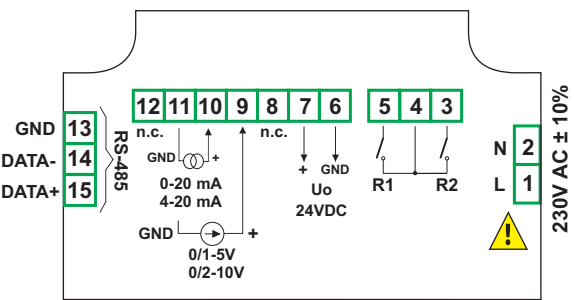 12 11 10 9 8 7 6 5 4 3
n.c. n.c.
GND 13
DATA- 14
DATA+ 15
RS-485
GND +
0-20 mA
4-20 mA
GND +
0/1-5V
0/2-10V
+ GND
Uo
24VDC
R1 R2
N 2
L 1
!
230V AC ± 10%